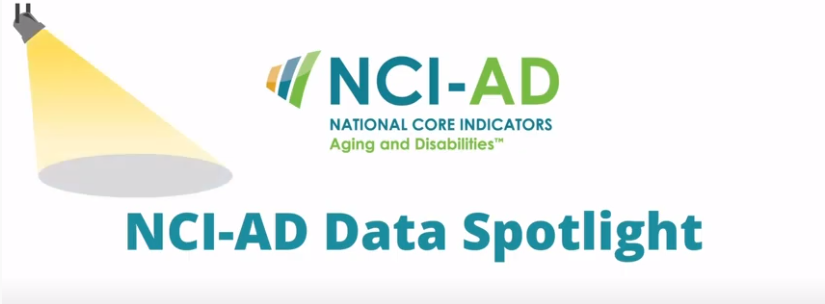 NCI-AD
NATIONAL CORE INDICATORS
Aging and Disabilities™
NCI-AD Data Spotlight